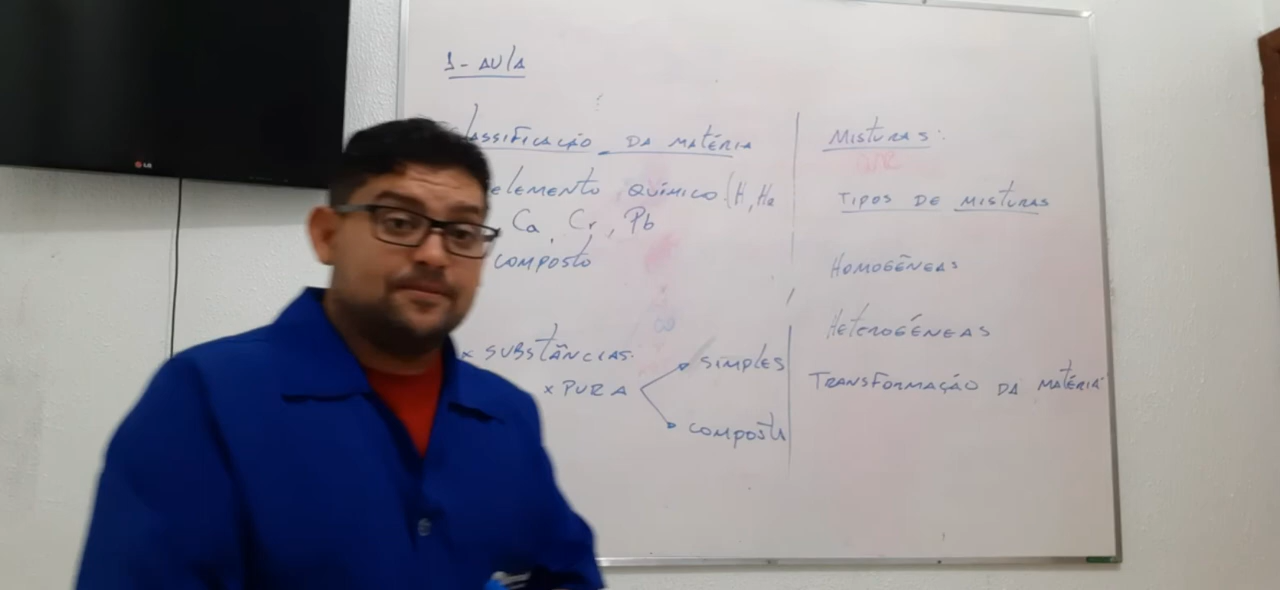 LG
1- AULA
CLASSIFICAÇÃO DA MATÉRIA
ELEMENTO QUÍMICO (H, He
Ca, Cr, Pb
COMPOSTO
x SUBSTÂNCIAS:
x PURA
SIMPLES
COMPOSTA
MISTURAS:
TIPOS DE MISTURAS
HOMOGÊNEAS
HETEROGÊNEAS
TRANSFORMAÇÃO DA MATÉRIA